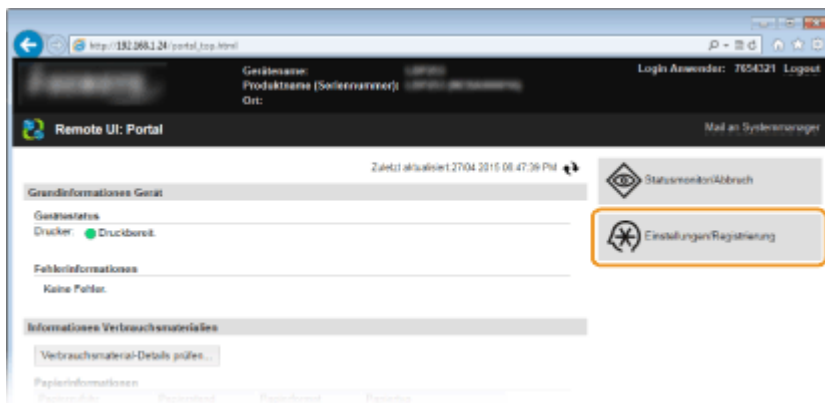 http://192.168.1.24/portal_top.html
Gerätename:
Login Anwender: 7654321 Logout
Produktname (Seriennummer):
Ort:
Remote UI: Portal
Mail an Systemmanager
Zuletzt aktualisiert:27/04 2015 08:47:39 PM
Statusmonitor/Abbruch
Grundinformationen Gerät
Gerätestatus
Drucker: Druckbereit.
Einstellungen/Registrierung
Fehlerinformationen
Keine Fehler.
Informationen Verbrauchsmaterialien
Verbrauchsmaterial-Details prüfen...
Papierinformationen